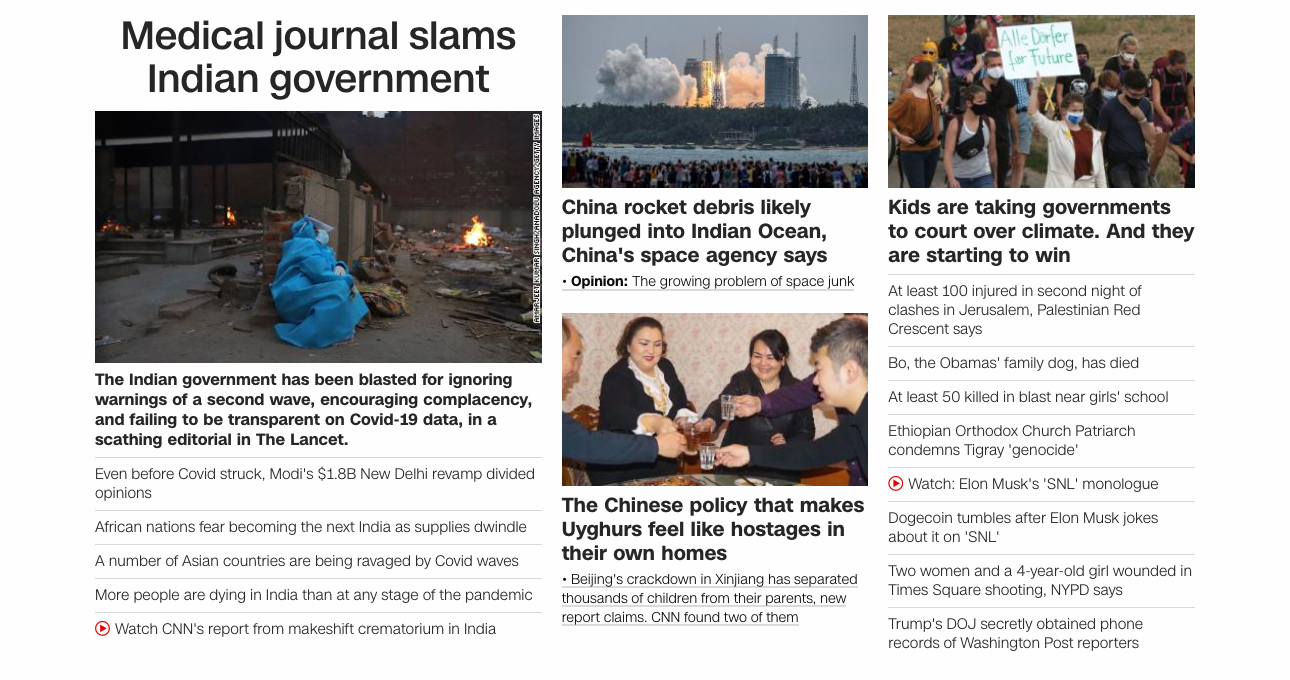 Medical journal slams
Indian government
AMARJEET KUMAR SINGH/ANADOLU AGENCY/GETTY IMAGES
The Indian government has been blasted for ignoring
warnings of a second wave, encouraging complacency,
and failing to be transparent on Covid-19 data, in a
scathing editorial in The Lancet.
Even before Covid struck, Modi's $1.8B New Delhi revamp divided
opinions
African nations fear becoming the next India as supplies dwindle
A number of Asian countries are being ravaged by Covid waves
More people are dying in India than at any stage of the pandemic
Watch CNN's report from makeshift crematorium in India
China rocket debris likely
plunged into Indian Ocean,
China's space agency says
• Opinion: The growing problem of space junk
The Chinese policy that makes
Uyghurs feel like hostages in
their own homes
• Beijing's crackdown in Xinjiang has separated
thousands of children from their parents, new
report claims. CNN found two of them
Alle Dörfer
for Future
Kids are taking governments
to court over climate. And they
are starting to win
At least 100 injured in second night of
clashes in Jerusalem, Palestinian Red
Crescent says
Bo, the Obamas' family dog, has died
At least 50 killed in blast near girls' school
Ethiopian Orthodox Church Patriarch
condemns Tigray 'genocide'
Watch: Elon Musk's 'SNL' monologue
Dogecoin tumbles after Elon Musk jokes
about it on 'SNL'
Two women and a 4-year-old girl wounded in
Times Square shooting, NYPD says
Trump's DOJ secretly obtained phone
records of Washington Post reporters